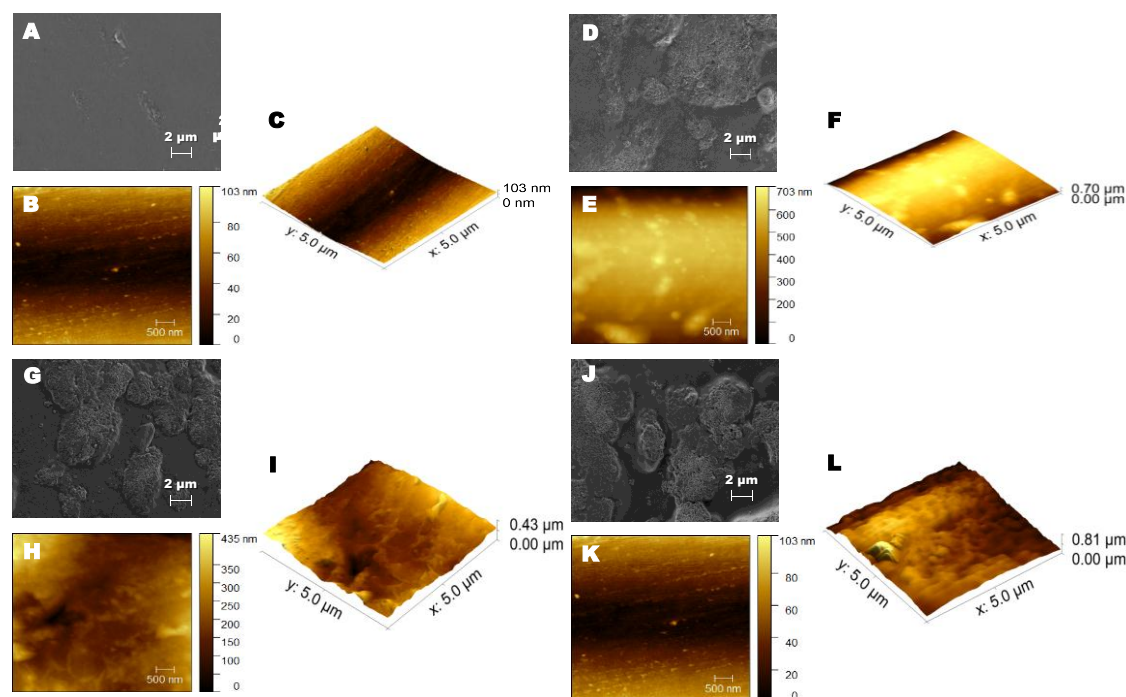 A
2 µm
C
103 nm
0 nm
y: 5.0 µm
x: 5.0 µm
B
500 nm
103 nm
80
60
40
20
0
D
2 µm
F
0.70 µm
0.00 µm
y: 5.0 µm
x: 5.0 µm
E
500 nm
703 nm
600
500
400
300
200
0
G
2 µm
I
0.43 µm
0.00 µm
y: 5.0 µm
x: 5.0 µm
H
500 nm
435 nm
350
300
250
200
150
100
0
J
2 µm
L
0.81 µm
0.00 µm
y: 5.0 µm
x: 5.0 µm
K
500 nm
103 nm
80
60
40
20
0